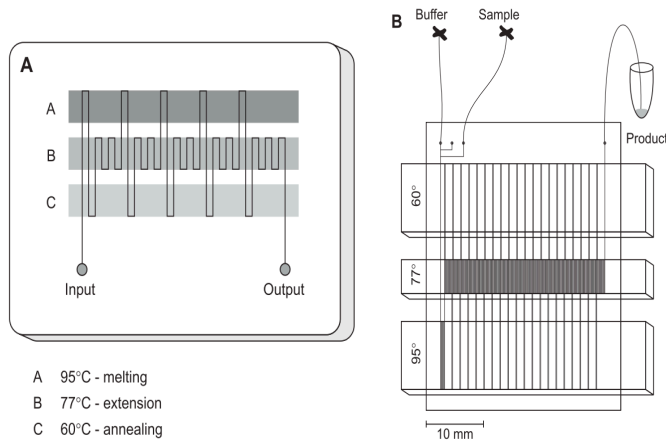 A
A
B
C
Input
Output
A 95°C - melting
B 77°C - extension
C 60°C - annealing
B
Buffer
Sample
Product
60°
77°
95°
10 mm